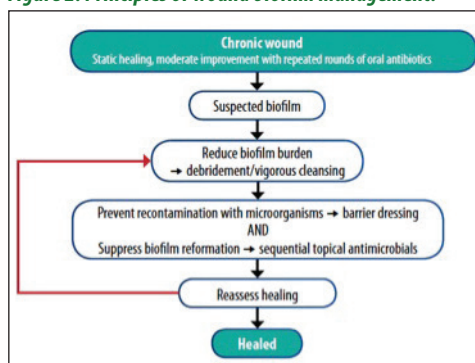 Figure 2: Principles of wound biofilm management.
Chronic wound
Static healing, moderate improvement with repeated rounds of oral antibiotics
Suspected biofilm
Reduce biofilm burden
→ debridement/vigorous cleansing
Prevent recontamination with microorganisms → barrier dressing
AND
Suppress biofilm reformation → sequential topical antimicrobials
Reassess healing
Healed